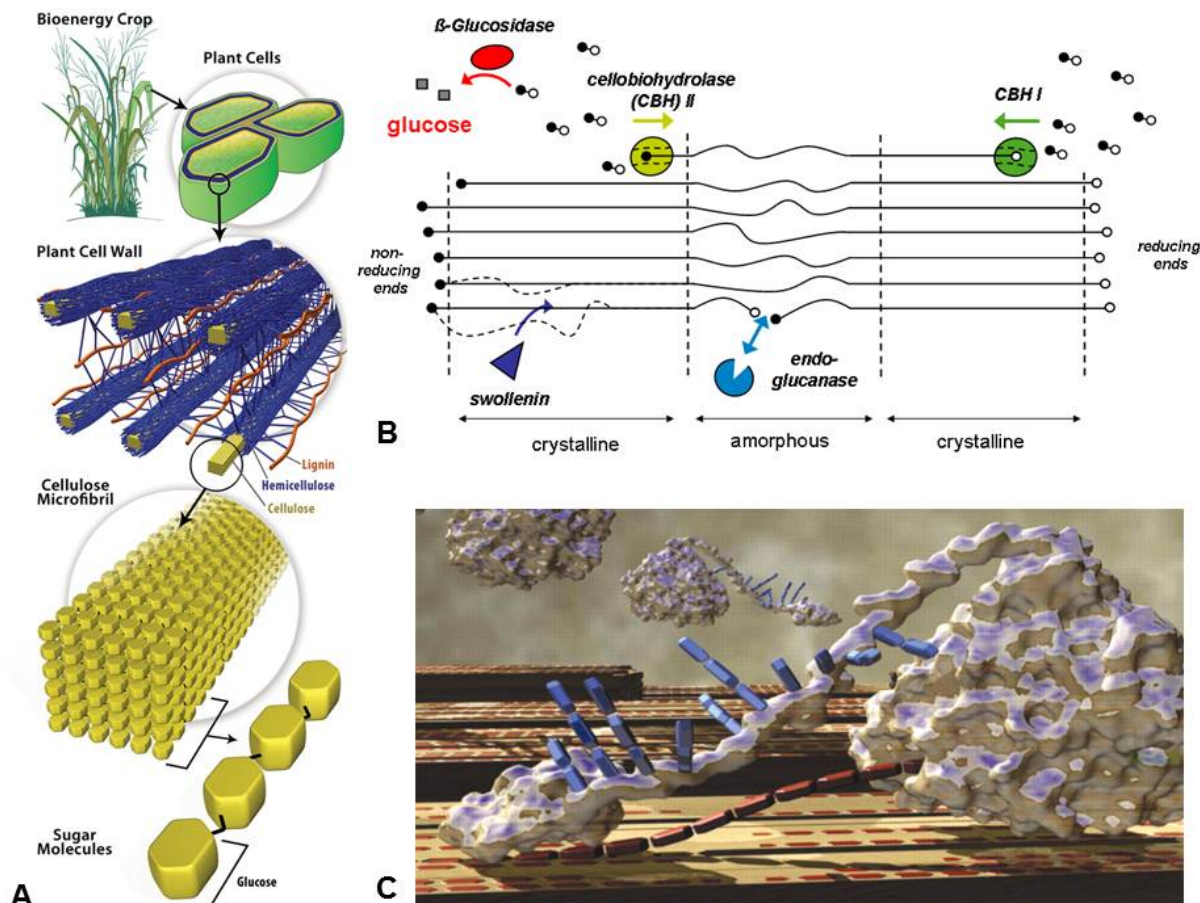 Bioenergy Crop
Plant Cells
Plant Cell Wall
Lignin
Hemicellulose
Cellulose
Cellulose
Microfibril
Sugar
Molecules
Glucose
A
ß-Glucosidase
glucose
cellobiohydrolase
(CBH) II
CBH I
non-
reducing
ends
reducing
ends
swollenin
endo-
glucanase
B
crystalline
amorphous
crystalline
C